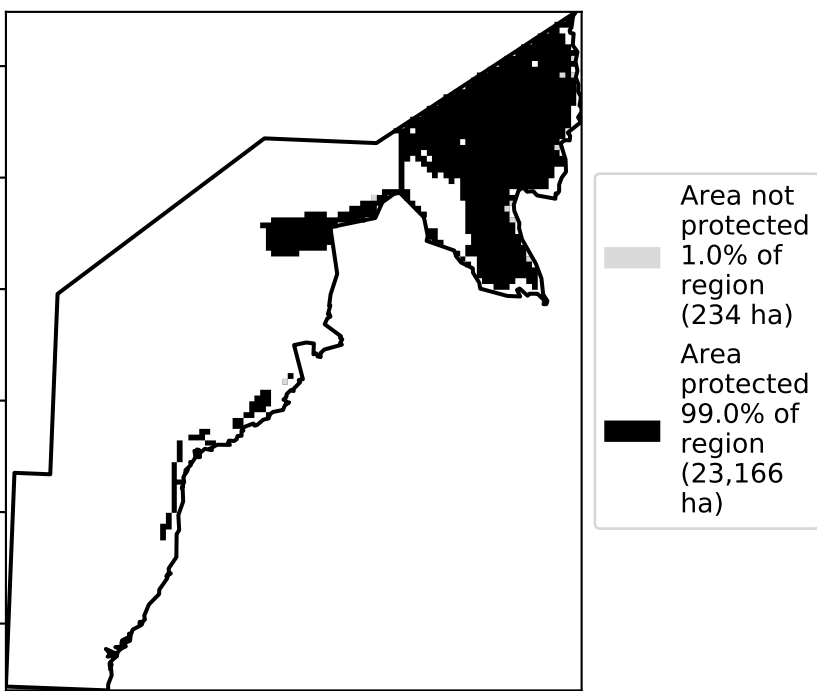 Area not
protected
1.0% of
region
(234 ha)
Area
protected
99.0% of
region
(23,166
ha)